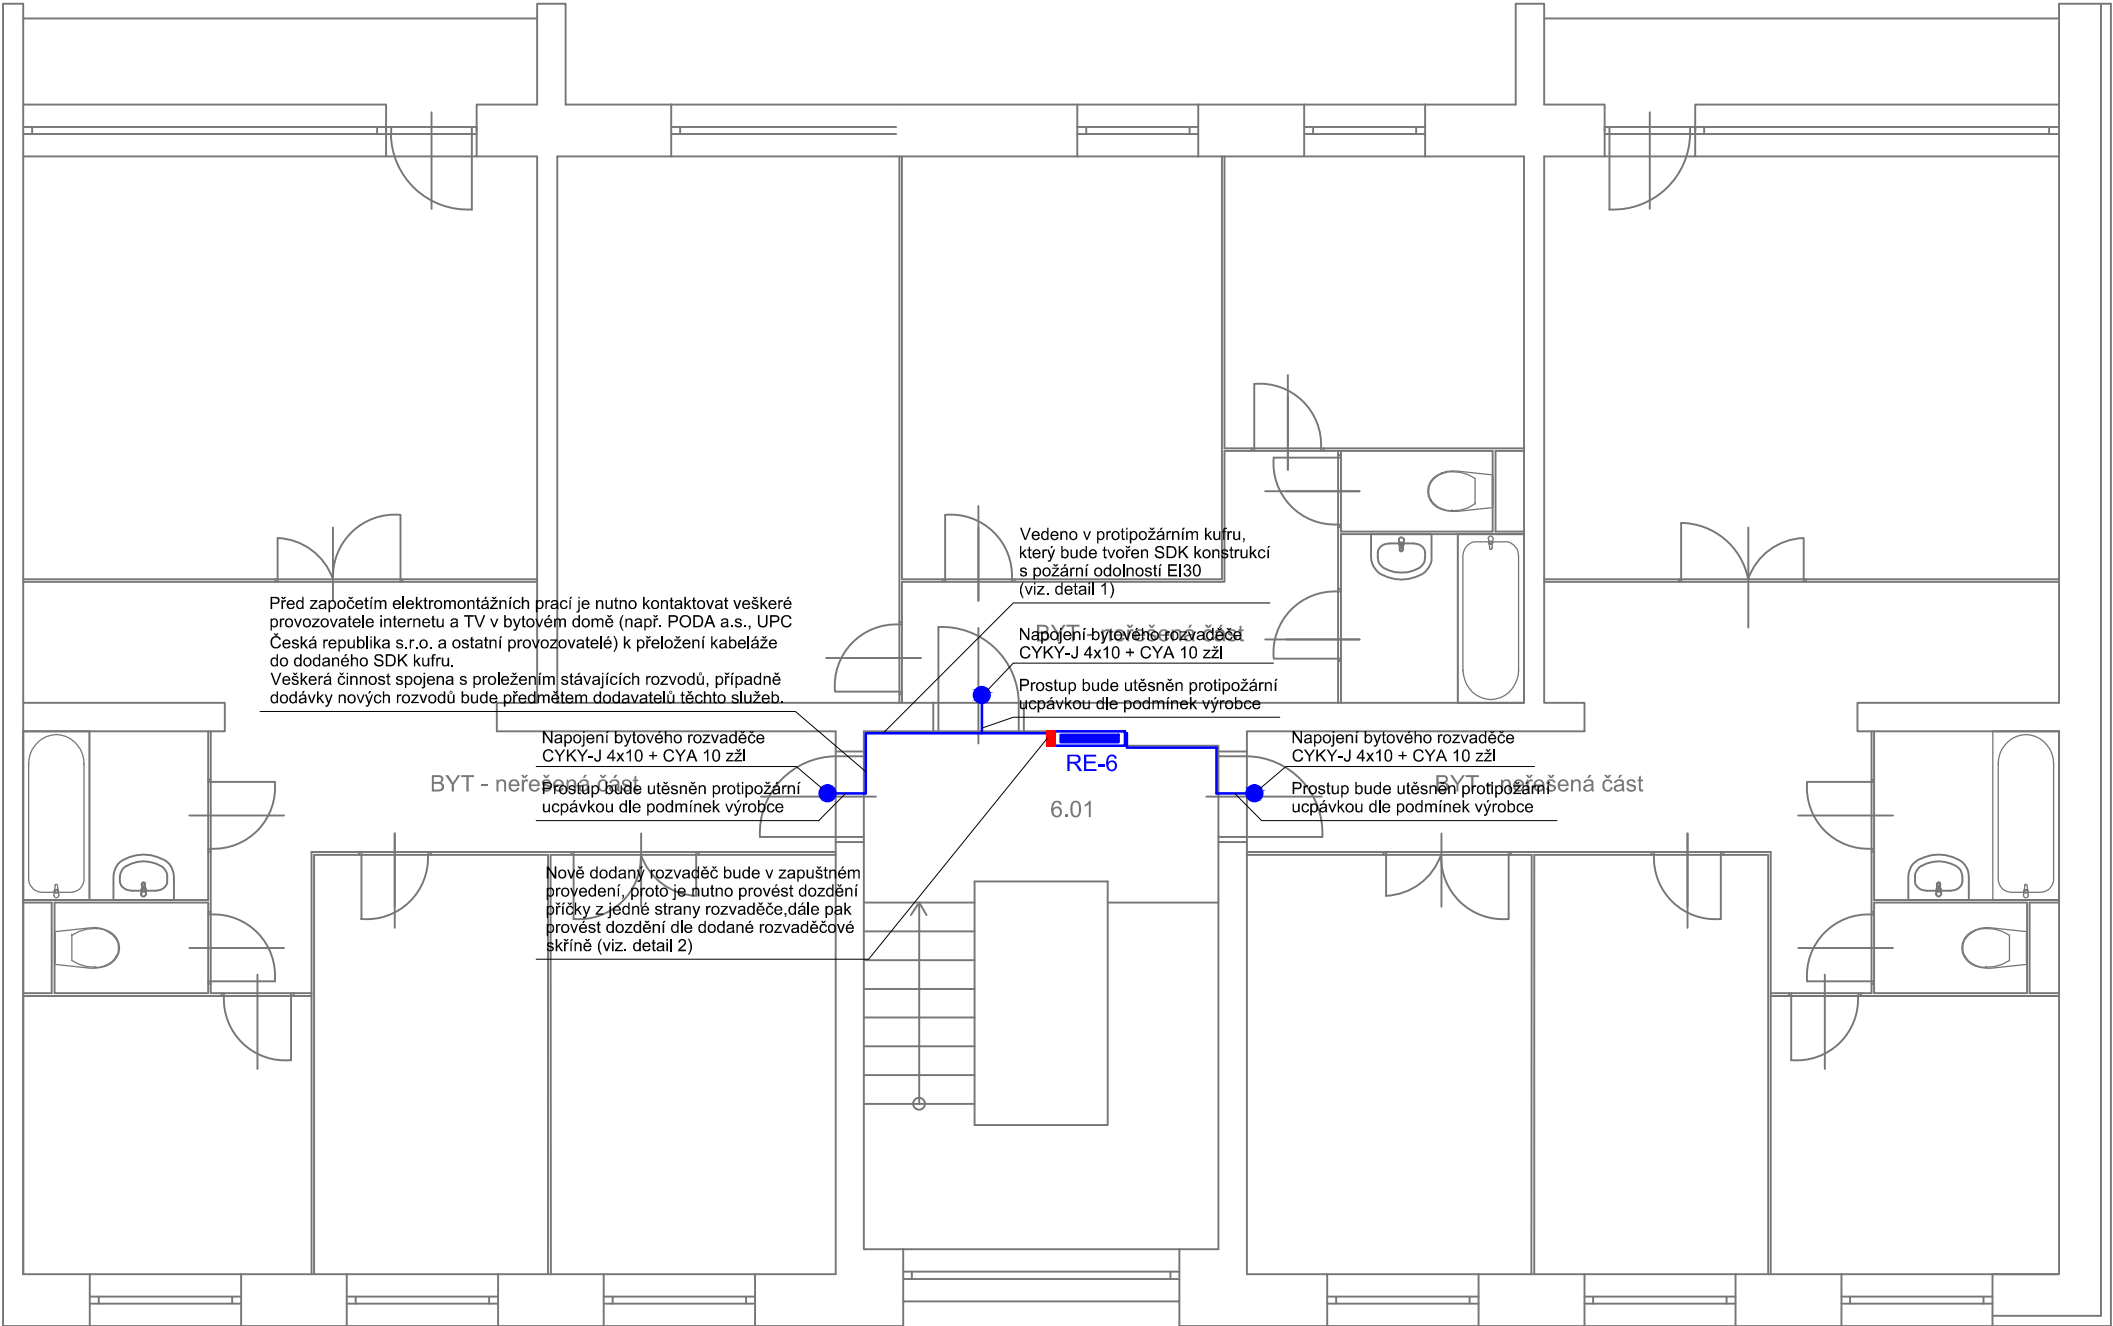 Vedeno v protipožárním kufru,
který bude tvořen SDK konstrukcí
s požární odolností EI30
(viz. detail 1)
Před započetím elektromontážních prací je nutno kontaktovat veškeré
provozovatele internetu a TV v bytovém domě (např. PODA a.s., UPC
Česká republika s.r.o. a ostatní provozovatelé) k přeložení kabeláže
do dodaného SDK kufru.
Veškerá činnost spojena s proležením stávajících rozvodů, případně
dodávky nových rozvodů bude předmětem dodavatelů těchto služeb.
BYT - neřešená část
Napojení bytového rozvaděče
CYKY-J 4x10 + CYA 10 zžl
Prostup bude utěsněn protipožární
ucpávkou dle podmínek výrobce
Napojení bytového rozvaděče
CYKY-J 4x10 + CYA 10 zžl
BYT - neřešená část
Prostup bude utěsněn protipožární
ucpávkou dle podmínek výrobce
RE-6
6.01
Napojení bytového rozvaděče
CYKY-J 4x10 + CYA 10 zžl
BYT - neřešená část
Prostup bude utěsněn protipožární
ucpávkou dle podmínek výrobce
Nově dodaný rozvaděč bude v zapuštném
provedení, proto je nutno provést dozdění
příčky z jedné strany rozvaděče,dále pak
provést dozdění dle dodané rozvaděčové
skříně (viz. detail 2)